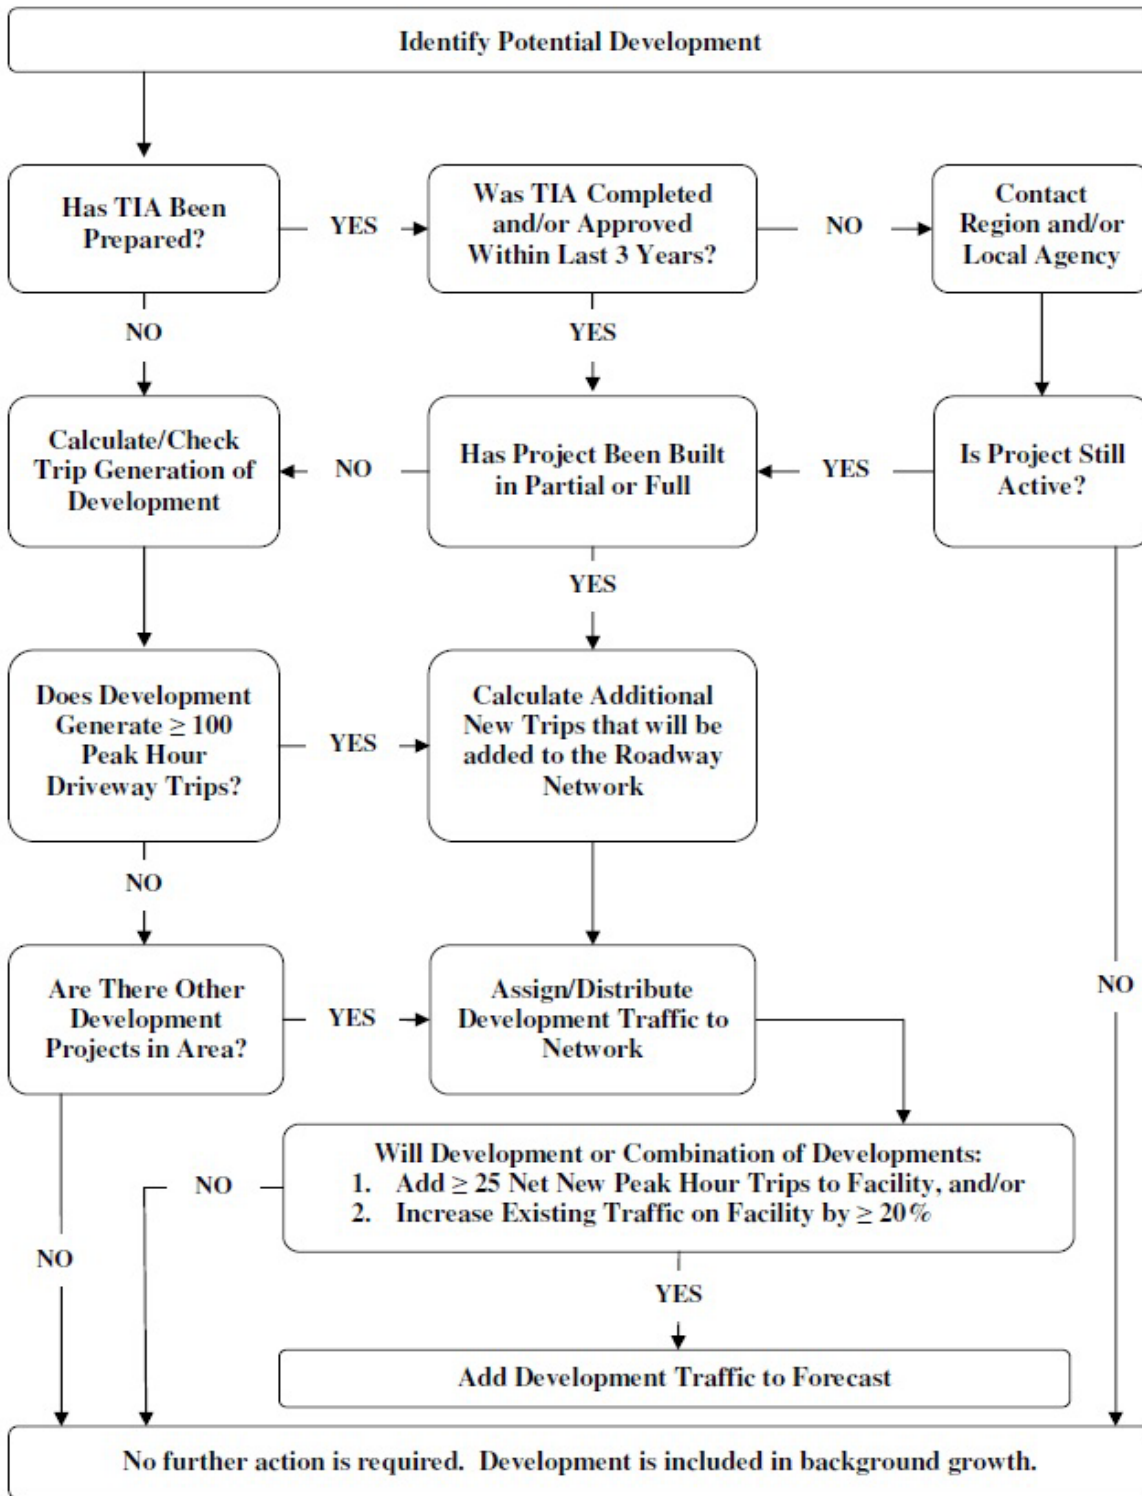 Identify Potential Development
Has TIA Been
Prepared?
YES
Was TIA Completed
and/or Approved
Within Last 3 Years?
NO
Contact
Region and/or
Local Agency
NO
YES
Calculate/Check
Trip Generation of
Development
NO
Has Project Been Built
in Partial or Full
YES
Is Project Still
Active?
YES
Does Development
Generate ≥ 100
Peak Hour
Driveway Trips?
YES
Calculate Additional
New Trips that will be
added to the Roadway
Network
NO
Are There Other
Development
Projects in Area?
YES
Assign/Distribute
Development Traffic to
Network
NO
Will Development or Combination of Developments:
1. Add ≥ 25 Net New Peak Hour Trips to Facility, and/or
2. Increase Existing Traffic on Facility by ≥ 20%
NO
NO
YES
Add Development Traffic to Forecast
No further action is required. Development is included in background growth.